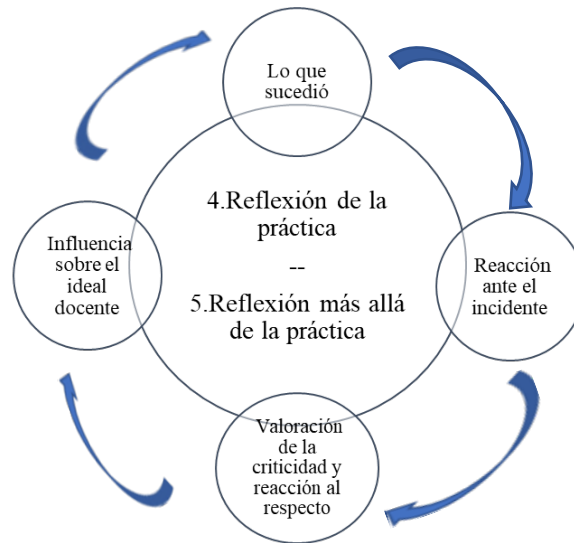 Lo que
sucedió
4.Reflexión de la
práctica
--
5.Reflexión más allá
de la práctica
Reacción
ante el
incidente
Valoración
de la
criticidad y
reacción al
respecto
Influencia
sobre el
ideal
docente